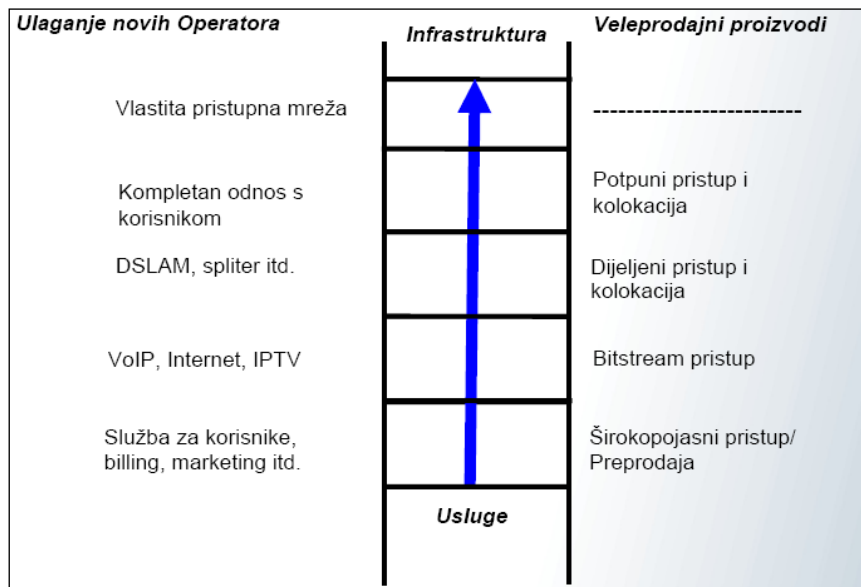 Ulaganje novih Operatora
Infrastruktura
Veleprodajni proizvodi
Vlastita pristupna mreža
--------------------------
Kompletan odnos s
korisnikom
Potpuni pristup i
kolokacija
DSLAM, spliter itd.
Dijeljeni pristup i
kolokacija
VoIP, Internet, IPTV
Bitstream pristup
Služba za korisnike,
billing, marketing itd.
Širokopojasni pristup/
Preprodaja
Usluge